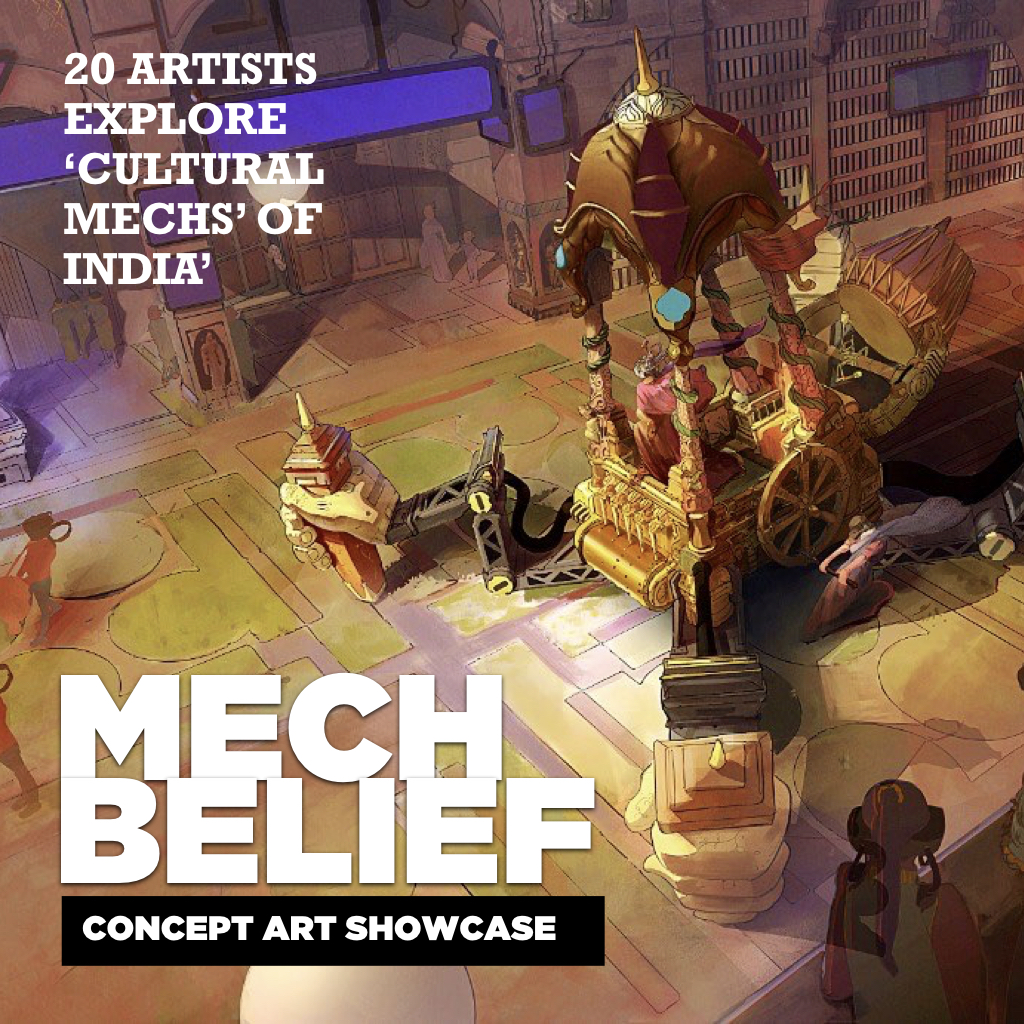 20 ARTISTS
EXPLORE
‘CULTURAL
MECHS’ OF
INDIA’
MECH
BELIEF
CONCEPT ART SHOWCASE